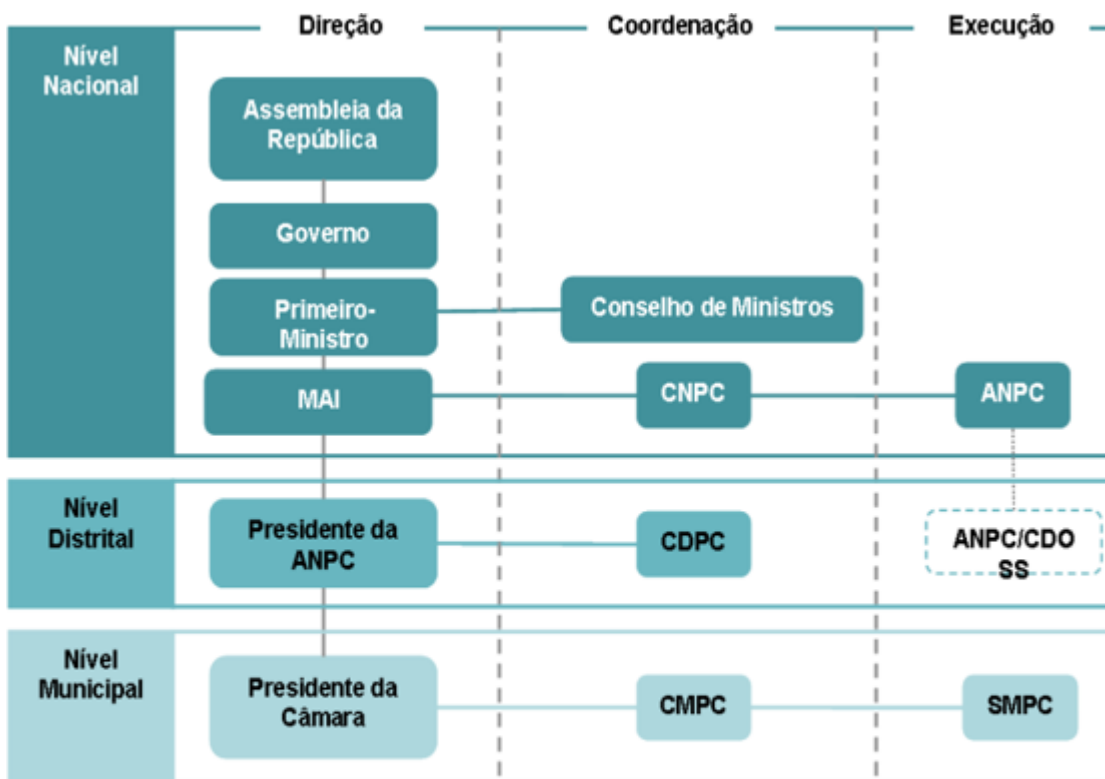 Direção
Coordenação
Execução
Nível
Nacional
Assembleia da
República
Governo
Primeiro-
Ministro
Conselho de Ministros
MAI
CNPC
ANPC
Nível
Distrital
Presidente da
ANPC
CDPC
ANPC/CDO
SS
Nível
Municipal
Presidente da
Câmara
CMPC
SMPC